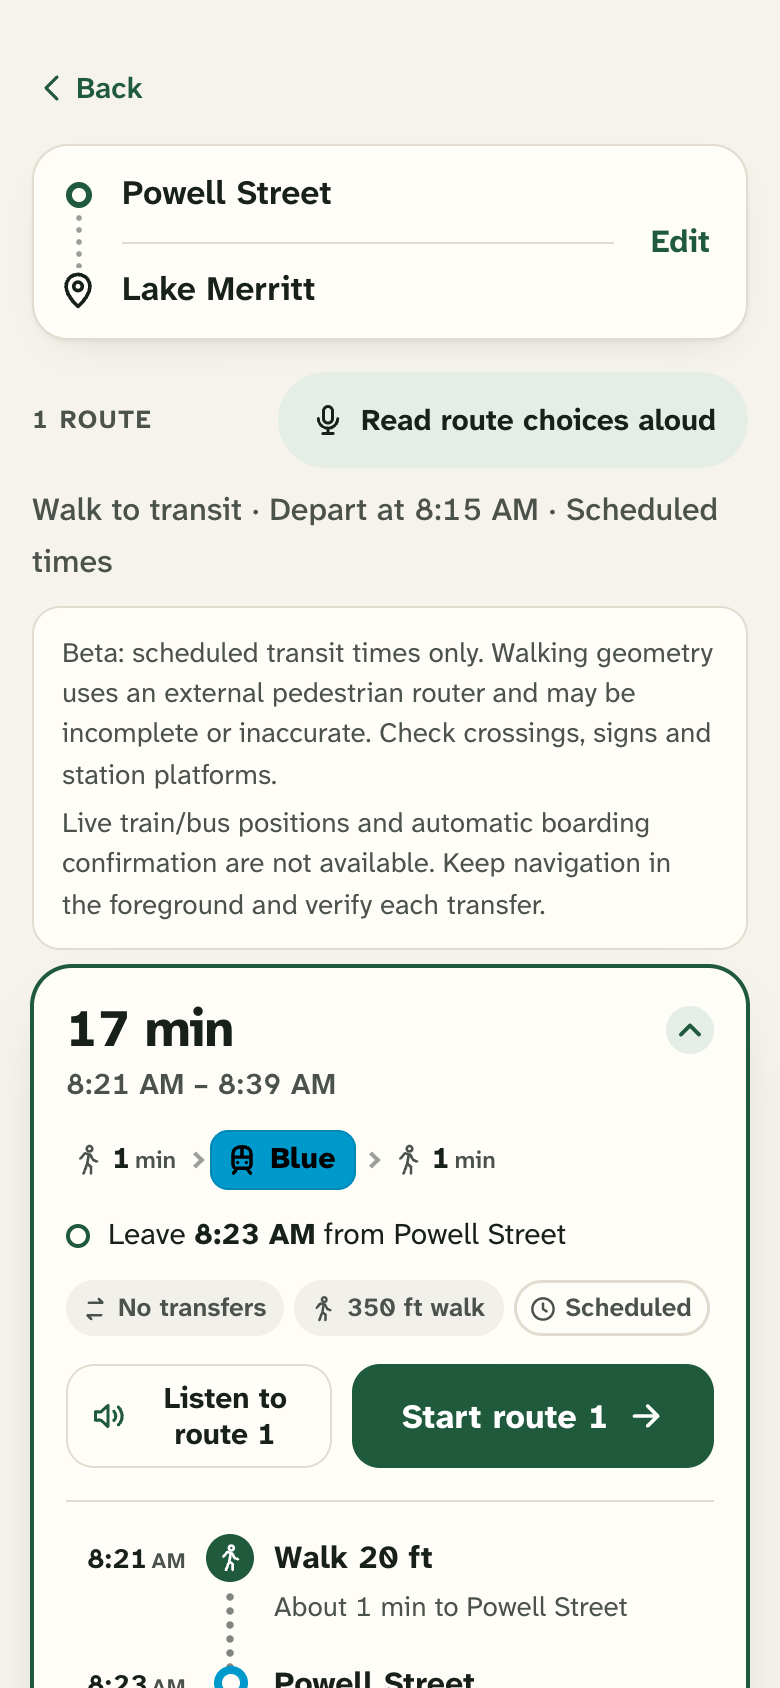 Back
Powell Street
Edit
Lake Merritt
1 ROUTE
Read route choices aloud
Walk to transit · Depart at 8:15 AM · Scheduled
times
Beta: scheduled transit times only. Walking geometry
uses an external pedestrian router and may be
incomplete or inaccurate. Check crossings, signs and
station platforms.
Live train/bus positions and automatic boarding
confirmation are not available. Keep navigation in
the foreground and verify each transfer.
17 min
8:21 AM – 8:39 AM
1 min > Blue > 1 min
Leave 8:23 AM from Powell Street
No transfers 350 ft walk Scheduled
Listen to
route 1
Start route 1 →
8:21 AM Walk 20 ft
About 1 min to Powell Street
8:23 AM Powell Street